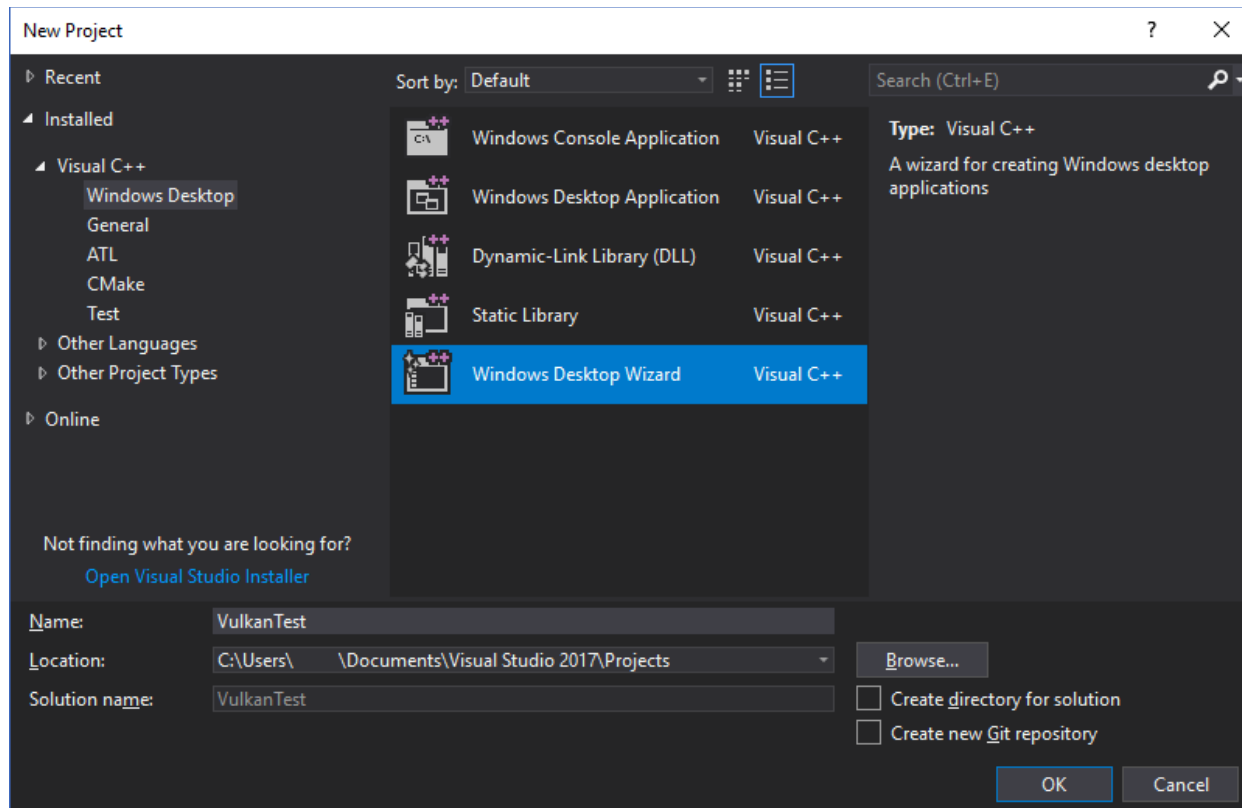 New Project
?
Recent
Installed
Visual C++
Windows Desktop
General
ATL
CMake
Test
Other Languages
Other Project Types
Online
Not finding what you are looking for?
Open Visual Studio Installer
Sort by: Default
Windows Console Application Visual C++
Windows Desktop Application Visual C++
Dynamic-Link Library (DLL) Visual C++
Static Library Visual C++
Windows Desktop Wizard Visual C++
Search (Ctrl+E)
Type: Visual C++
A wizard for creating Windows desktop
applications
Name: VulkanTest
Location: C:\Users\ \Documents\Visual Studio 2017\Projects
Browse...
Solution name: VulkanTest
Create directory for solution
Create new Git repository
OK Cancel